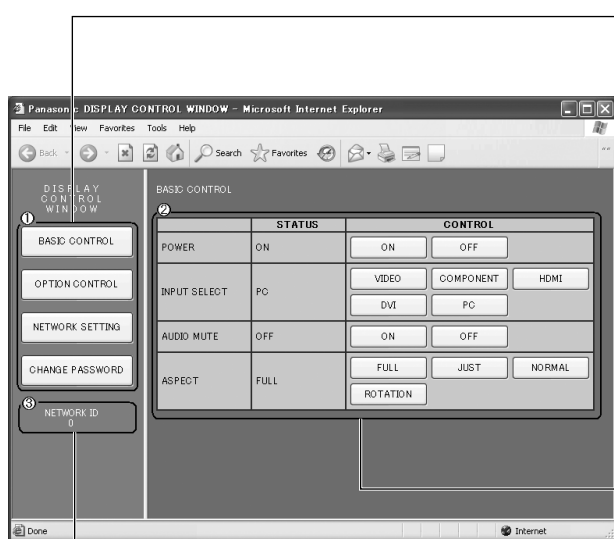 Panasonic DISPLAY CONTROL WINDOW - Microsoft Internet Explorer
File Edit View Favorites Tools Help
Back Search Favorites
DISPLAY
CONTROL
WINDOW
①
BASIC CONTROL
OPTION CONTROL
NETWORK SETTING
CHANGE PASSWORD
③
NETWORK ID
0
BASIC CONTROL
②
STATUS CONTROL
POWER ON ON OFF
INPUT SELECT PC VIDEO COMPONENT HDMI
DVI PC
AUDIO MUTE OFF ON OFF
ASPECT FULL FULL JUST NORMAL
ROTATION
Done Internet